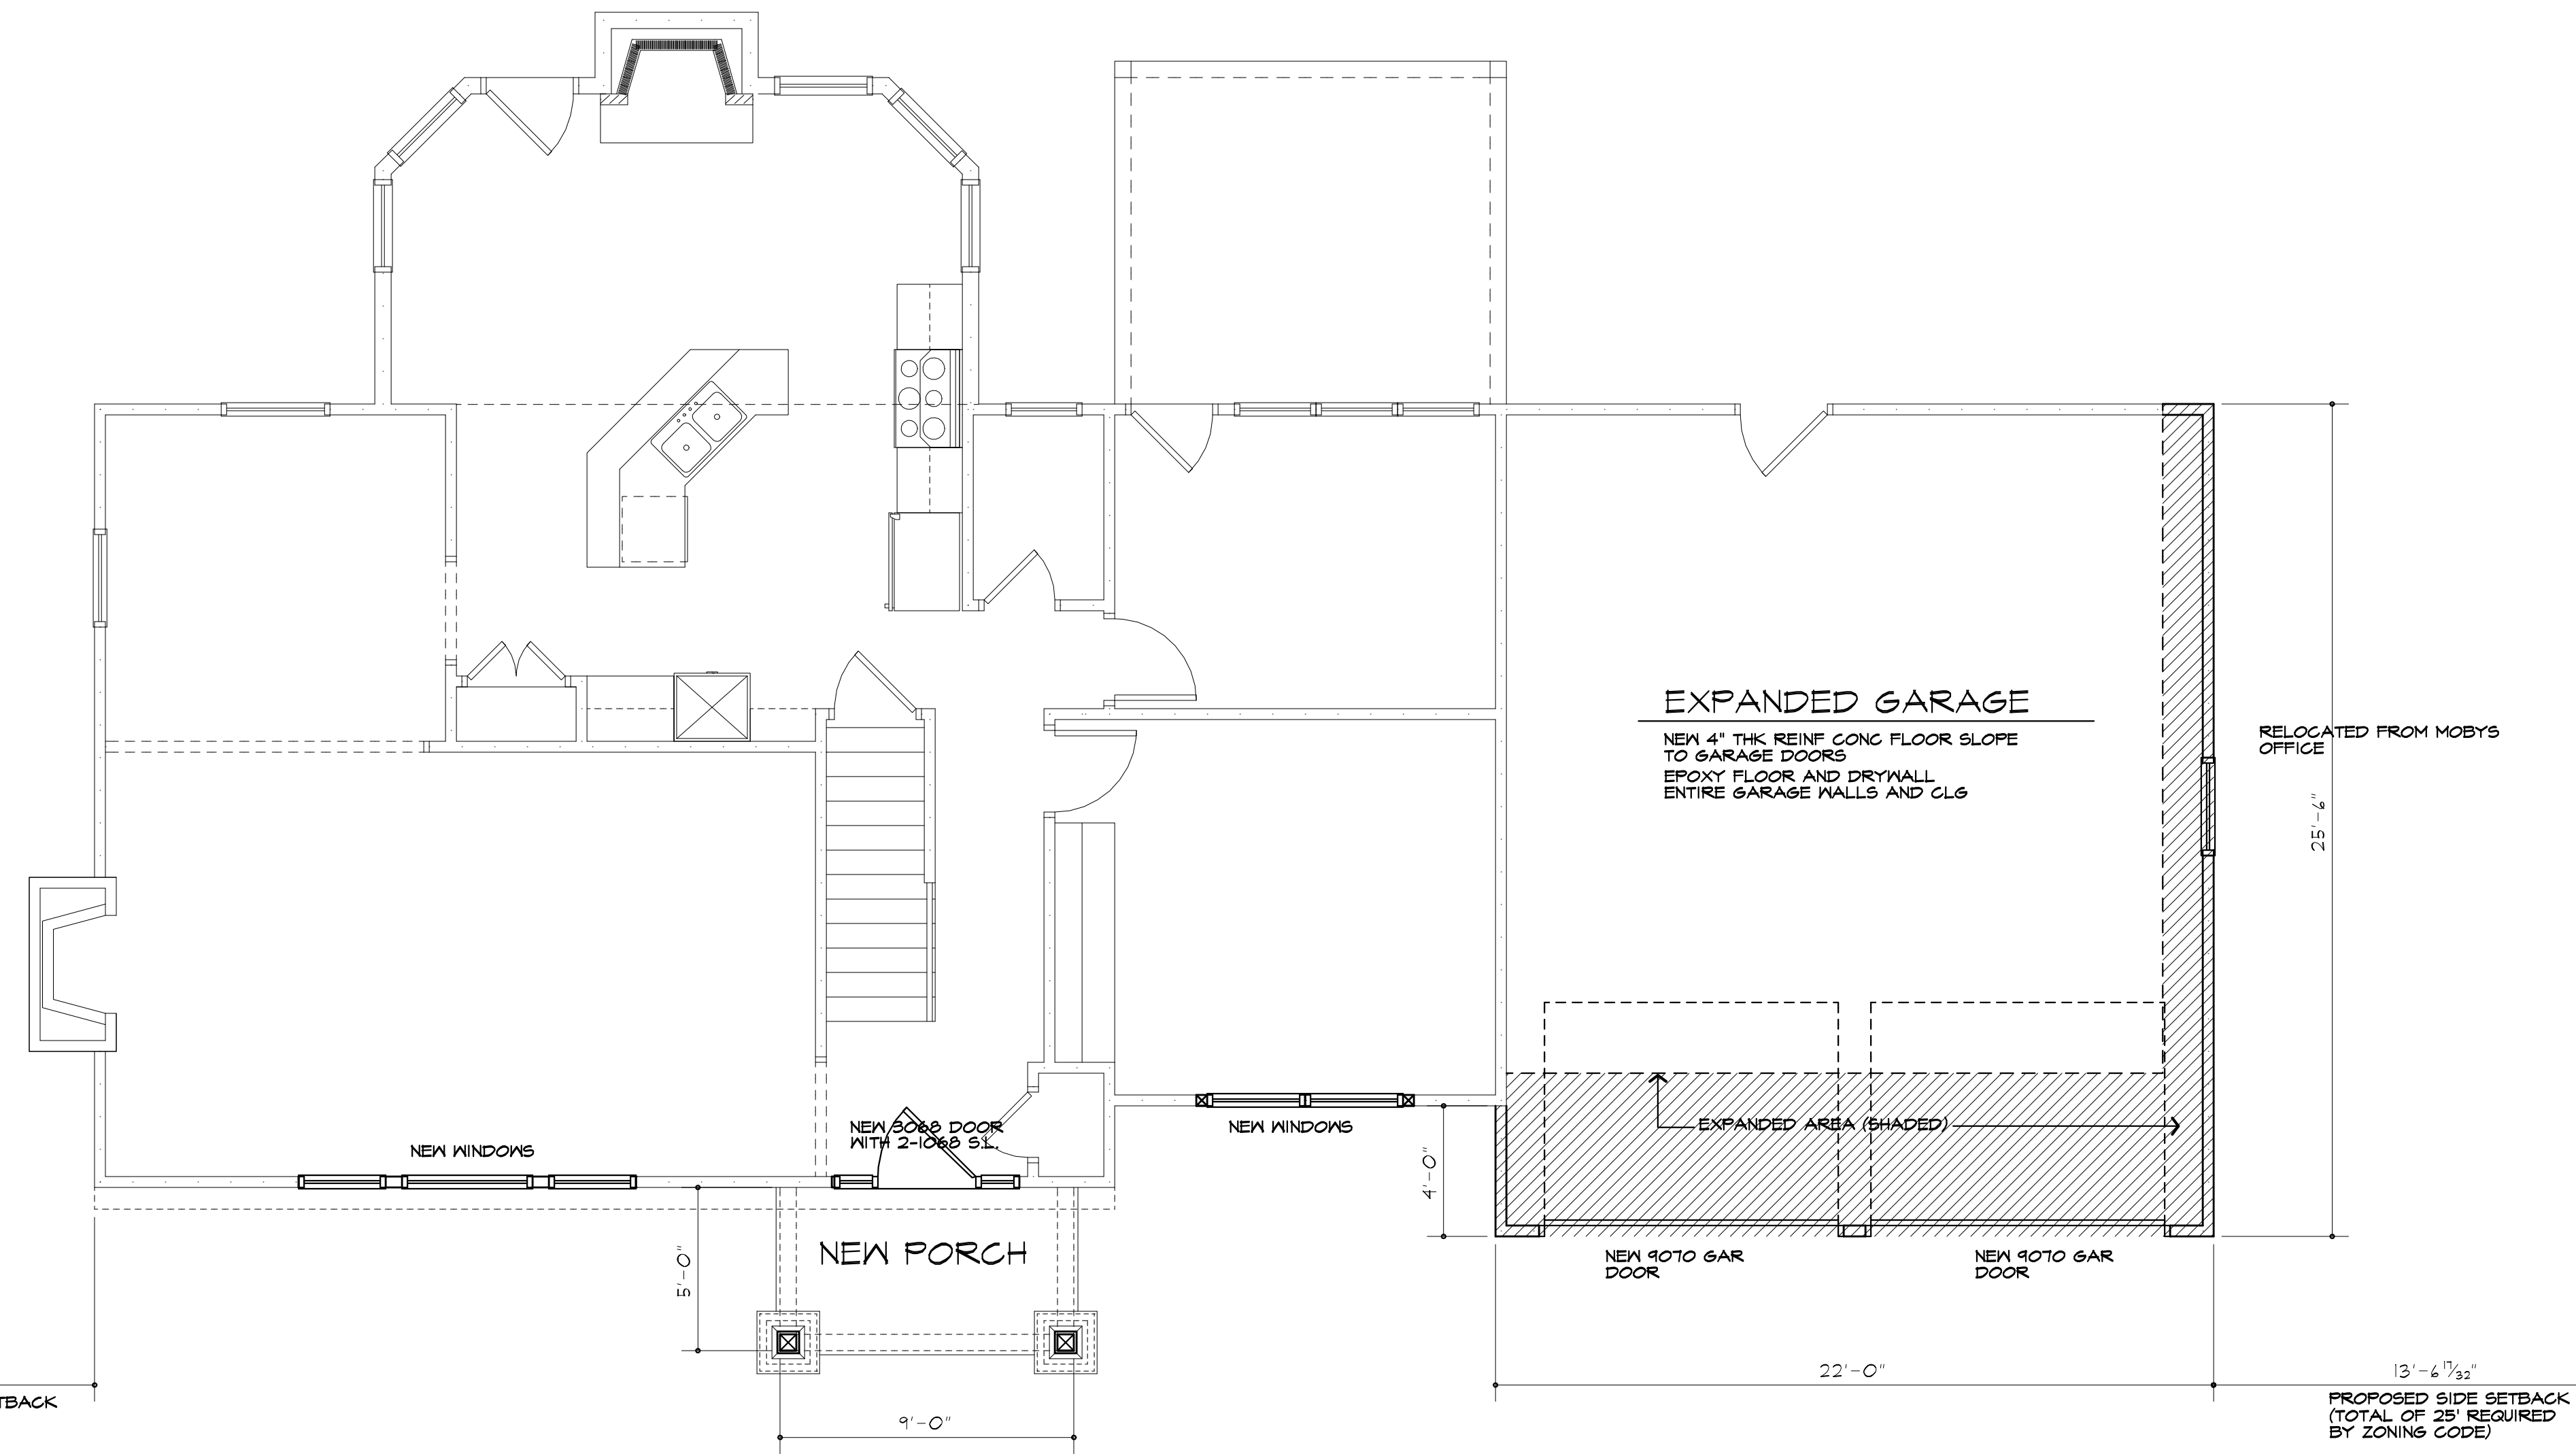 EXPANDED GARAGE
NEW 4" THK REINF CONC FLOOR SLOPE
TO GARAGE DOORS
EPOXY FLOOR AND DRYWALL
ENTIRE GARAGE WALLS AND CLG
RELOCATED FROM MOBYS
OFFICE
25'-6"
EXPANDED AREA (SHADED)
NEW 3068 DOOR
WITH 2-1068 S.L.
NEW WINDOWS
NEW WINDOWS
4'-0"
NEW PORCH
5'-0"
NEW 9070 GAR
DOOR
NEW 9070 GAR
DOOR
22'-0"
13'-6 17/32"
TBACK
PROPOSED SIDE SETBACK
(TOTAL OF 25' REQUIRED
BY ZONING CODE)
9'-0"